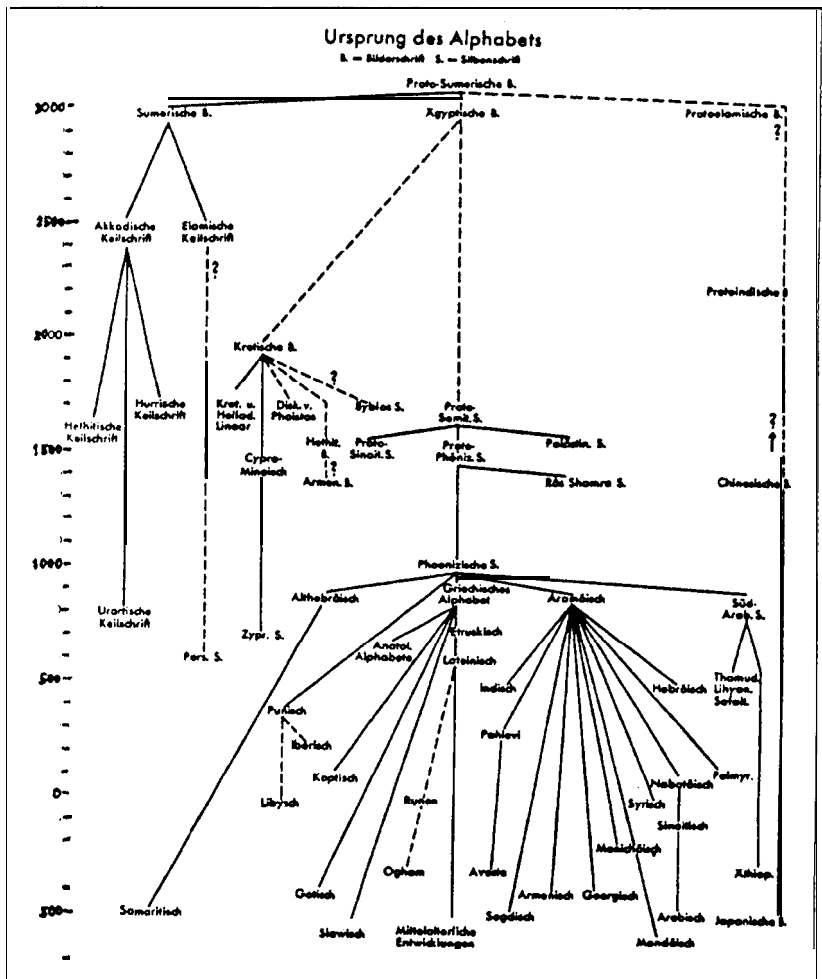 Ursprung des Alphabets
B. = Bilderschrift S. = Silbenschrift
Proto-Sumerische B.
3000
Sumerische B.
Ägyptische B.
Protoelamische B.
?
2500
Akkadische
Keilschrift
Elamische
Keilschrift
?
Protoindische B.
2000
Kretische B.
?
Hethitische
Keilschrift
Hurrische
Keilschrift
Kret. u.
Hellad.
Linear
Disk. v.
Phaistos
Byblos S.
Proto-
Semit. S.
?
1500
Cypro-
Minoisch
Hethit.
B.
?
Armen. B.
Proto-
Sinait. S.
Proto-
Phöniz. S.
Palästin. S.
Râs Shamra S.
Chinesische B.
1000
Phoenizische S.
Urartische
Keilschrift
Althebräisch
Griechisches
Alphabet
Aramäisch
Süd-
Arab. S.
Pers. S.
Zypr. S.
Anatol.
Alphabete
Etruskisch
Lateinisch
500
Punisch
Iberisch
Indisch
Pahlevi
Hebräisch
Thamud.
Lihyan.
Safait.
0
Libysch
Koptisch
Runen
Syrisch
Nabatäisch
Palmyr.
Sinaitisch
Manichäisch
Ogham
Avesta
Äthiop.
500
Samaritisch
Gotisch
Slawisch
Mittelalterliche
Entwicklungen
Sogdisch
Armenisch
Georgisch
Arabisch
Mandäisch
Japanische B.